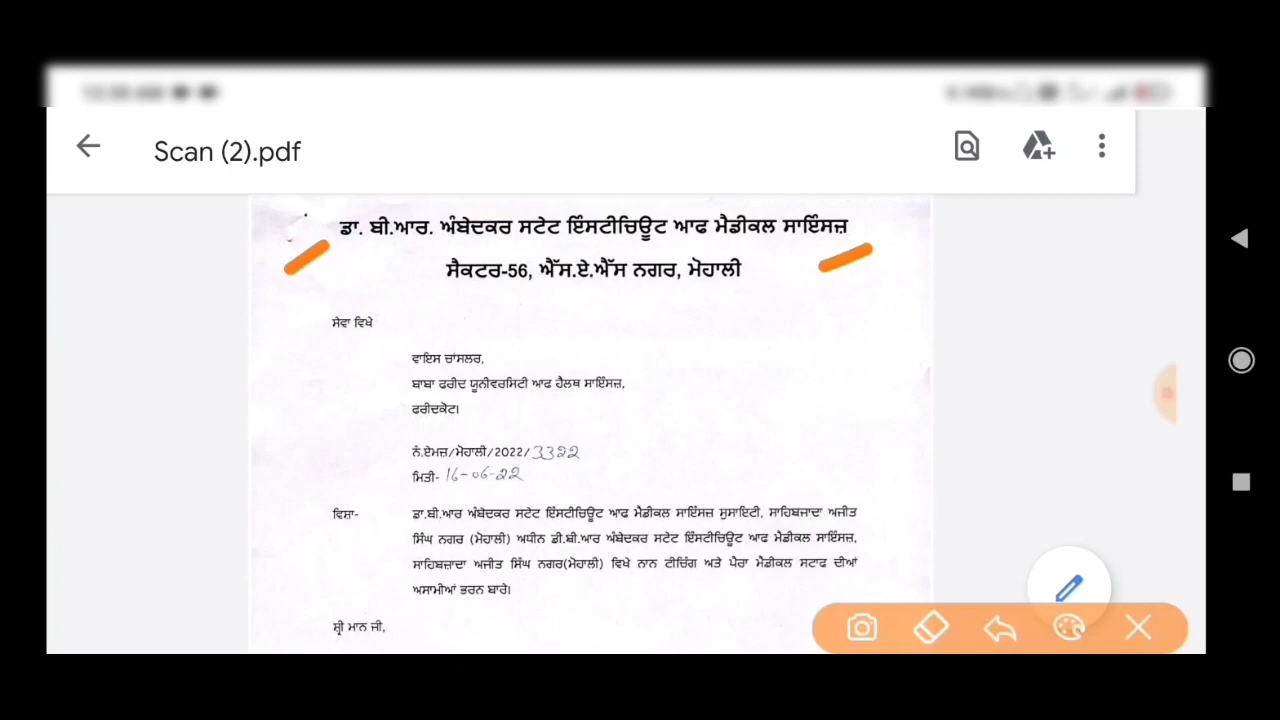 Scan (2).pdf
ਡਾ. ਬੀ.ਆਰ. ਅੰਬੇਦਕਰ ਸਟੇਟ ਇੰਸਟੀਚਿਊਟ ਆਫ ਮੈਡੀਕਲ ਸਾਇੰਸਜ਼
ਸੈਕਟਰ-56, ਐੱਸ.ਏ.ਐੱਸ ਨਗਰ, ਮੋਹਾਲੀ
ਸੇਵਾ ਵਿਖੇ
ਵਾਇਸ ਚਾਂਸਲਰ,
ਬਾਬਾ ਫਰੀਦ ਯੂਨੀਵਰਸਿਟੀ ਆਫ ਹੈਲਥ ਸਾਇੰਸਜ਼,
ਫਰੀਦਕੋਟ।
ਨੰ.ਏਮਜ਼/ਮੋਹਾਲੀ/2022/3322
ਮਿਤੀ- 16-06-22
ਵਿਸ਼ਾ- ਡਾ.ਬੀ.ਆਰ ਅੰਬੇਦਕਰ ਸਟੇਟ ਇੰਸਟੀਚਿਊਟ ਆਫ ਮੈਡੀਕਲ ਸਾਇੰਸਜ਼ ਸੁਸਾਇਟੀ, ਸਾਹਿਬਜਾਦਾ ਅਜੀਤ
ਸਿੰਘ ਨਗਰ (ਮੋਹਾਲੀ) ਅਧੀਨ ਡੀ.ਬੀ.ਆਰ ਅੰਬੇਦਕਰ ਸਟੇਟ ਇੰਸਟੀਚਿਊਟ ਆਫ ਮੈਡੀਕਲ ਸਾਇੰਸਜ਼,
ਸਾਹਿਬਜ਼ਾਦਾ ਅਜੀਤ ਸਿੰਘ ਨਗਰ(ਮੋਹਾਲੀ) ਵਿਖੇ ਨਾਨ ਟੀਚਿੰਗ ਅਤੇ ਪੈਰਾ ਮੈਡੀਕਲ ਸਟਾਫ ਦੀਆਂ
ਅਸਾਮੀਆਂ ਭਰਨ ਬਾਰੇ।
ਸ਼੍ਰੀ ਮਾਨ ਜੀ,